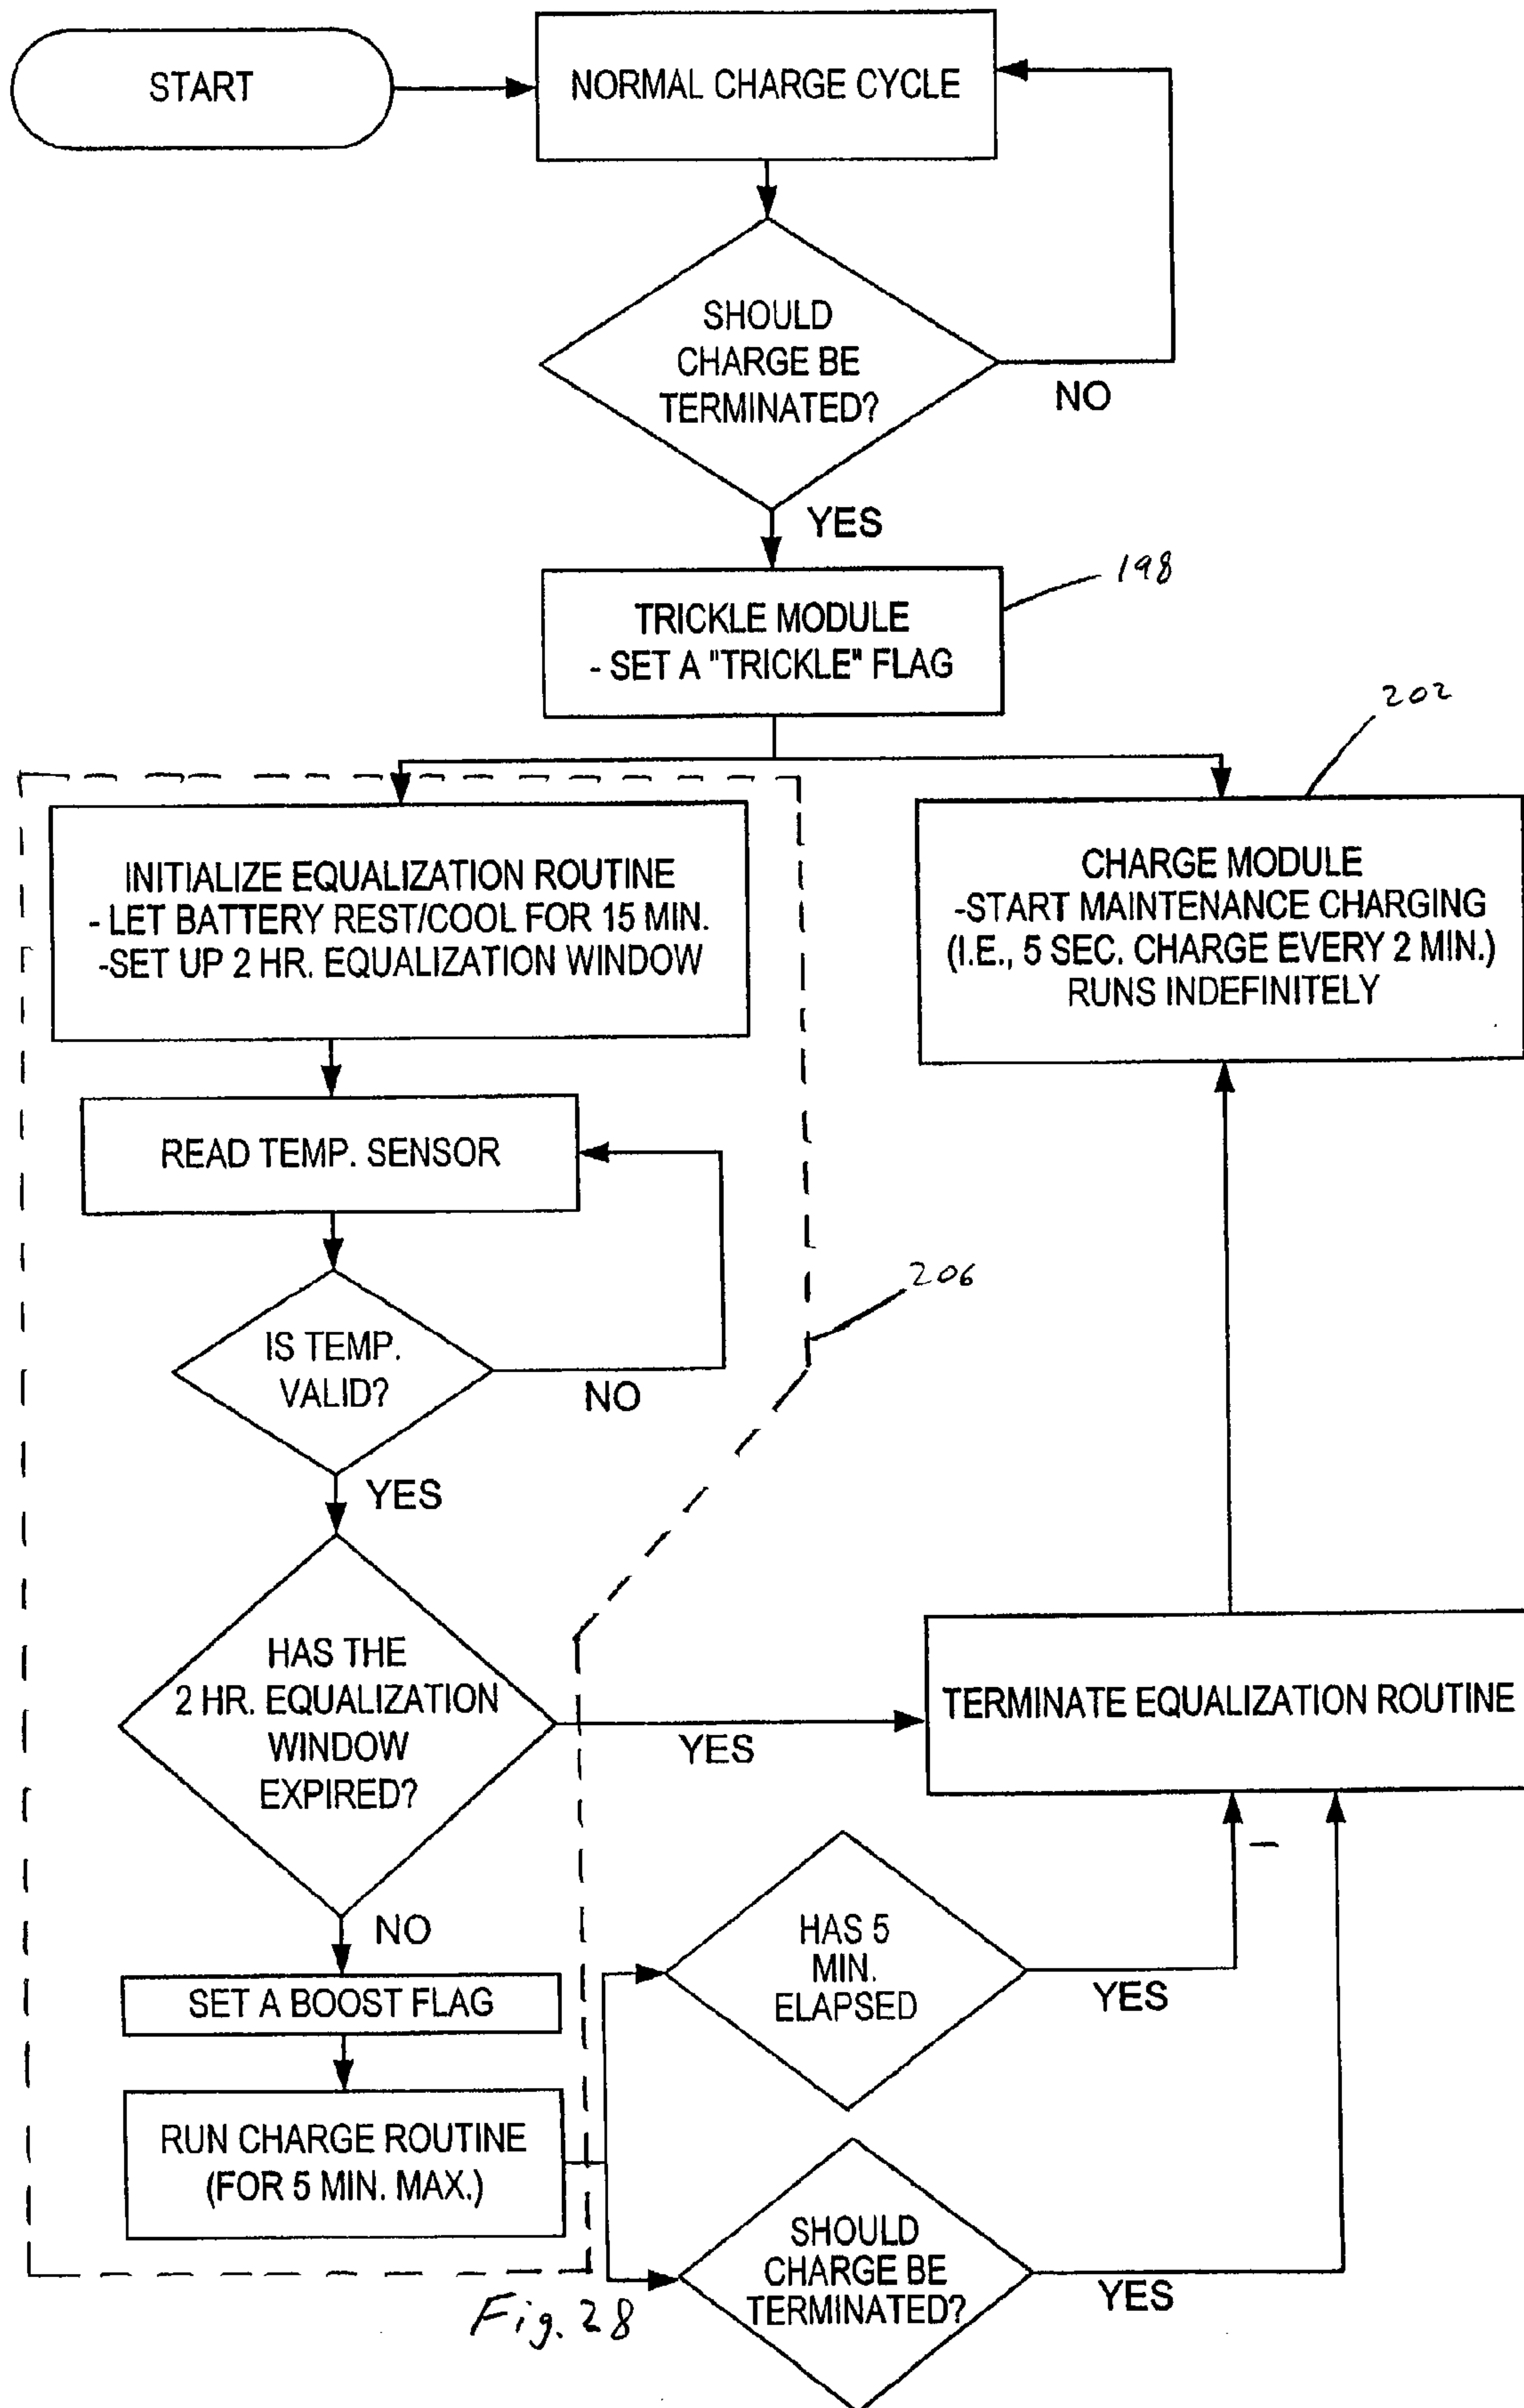 START
NORMAL CHARGE CYCLE
SHOULD
CHARGE BE
TERMINATED?
NO
YES
198
TRICKLE MODULE
- SET A "TRICKLE" FLAG
202
INITIALIZE EQUALIZATION ROUTINE
- LET BATTERY REST/COOL FOR 15 MIN.
-SET UP 2 HR. EQUALIZATION WINDOW
CHARGE MODULE
-START MAINTENANCE CHARGING
(I.E., 5 SEC. CHARGE EVERY 2 MIN.)
RUNS INDEFINITELY
READ TEMP. SENSOR
206
IS TEMP.
VALID?
NO
YES
HAS THE
2 HR. EQUALIZATION
WINDOW
EXPIRED?
YES
TERMINATE EQUALIZATION ROUTINE
NO
SET A BOOST FLAG
HAS 5
MIN.
ELAPSED
YES
RUN CHARGE ROUTINE
(FOR 5 MIN. MAX.)
SHOULD
CHARGE BE
TERMINATED?
YES
Fig. 28